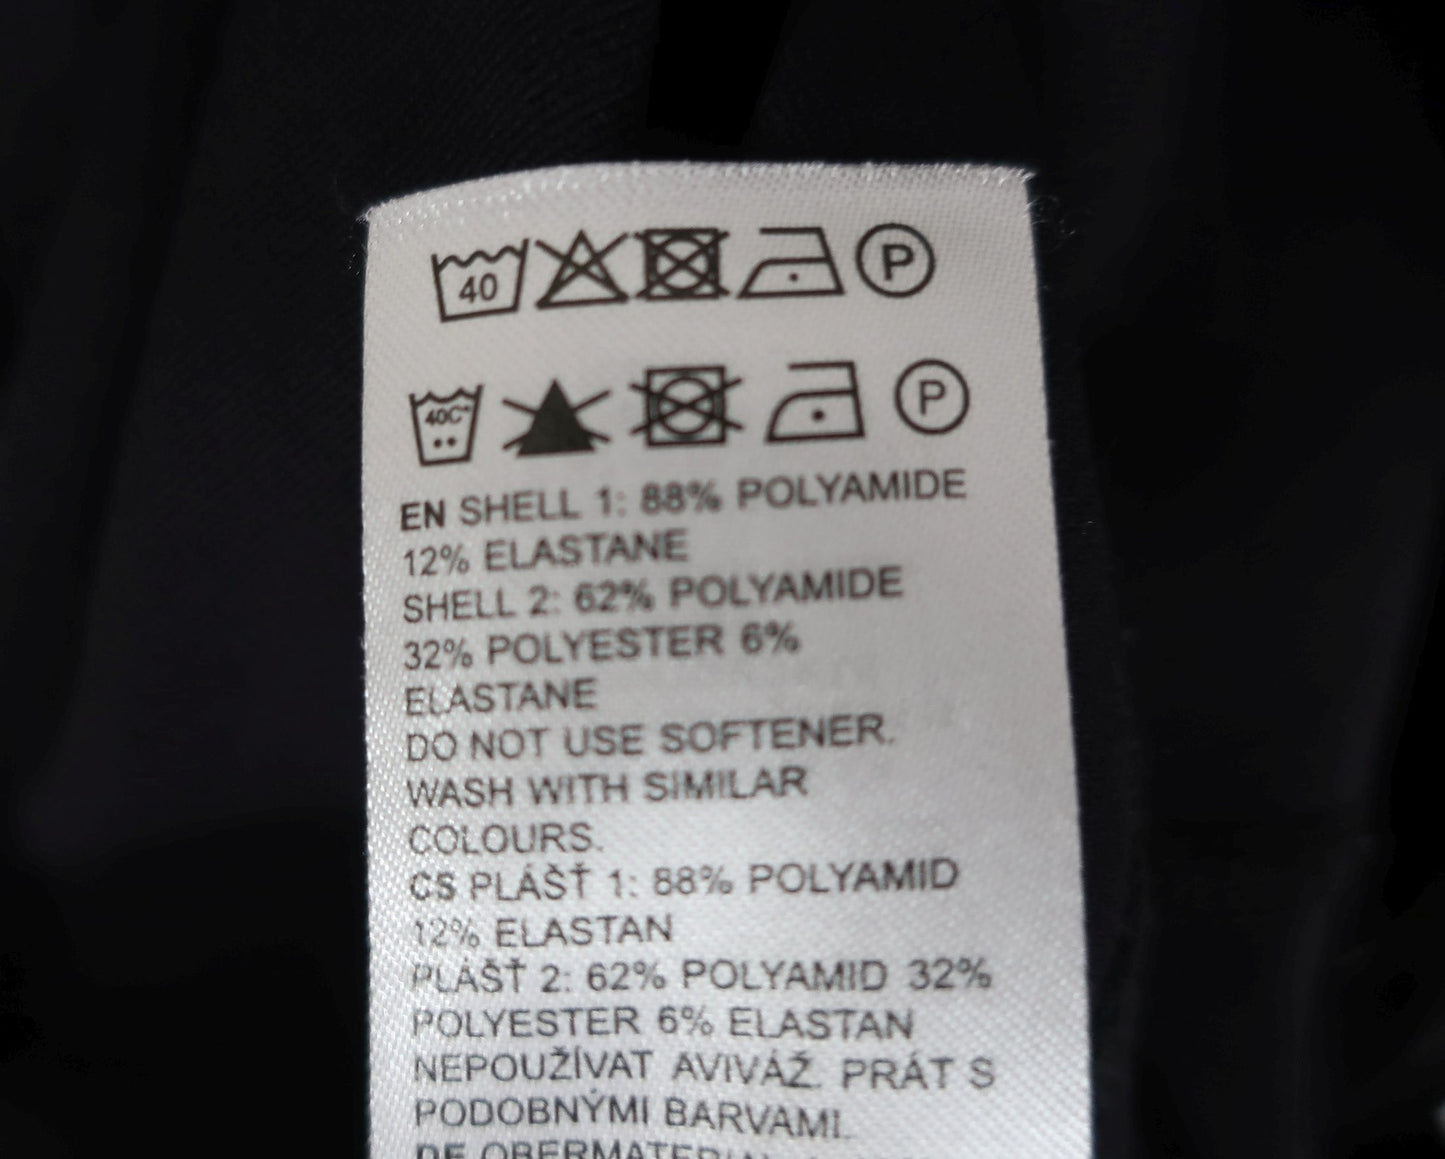 40 P
40C° P
EN SHELL 1: 88% POLYAMIDE
12% ELASTANE
SHELL 2: 62% POLYAMIDE
32% POLYESTER 6%
ELASTANE
DO NOT USE SOFTENER.
WASH WITH SIMILAR
COLOURS.
CS PLÁŠŤ 1: 88% POLYAMID
12% ELASTAN
PLÁŠŤ 2: 62% POLYAMID 32%
POLYESTER 6% ELASTAN
NEPOUŽÍVAT AVIVÁŽ. PRÁT S
PODOBNÝMI BARVAMI.
DE OBERMATERIAL